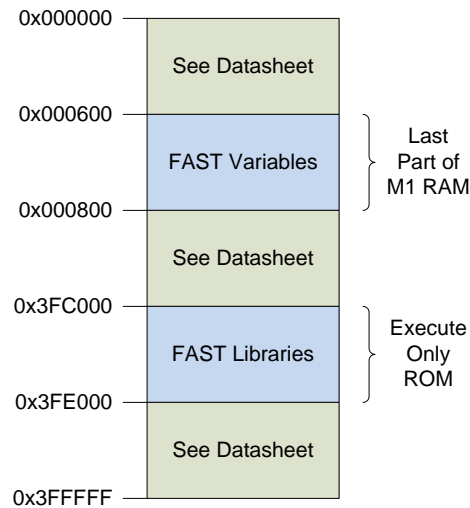 0x000000
See Datasheet
0x000600
FAST Variables
Last
Part of
M1 RAM
0x000800
See Datasheet
0x3FC000
FAST Libraries
Execute
Only
ROM
0x3FE000
See Datasheet
0x3FFFFF